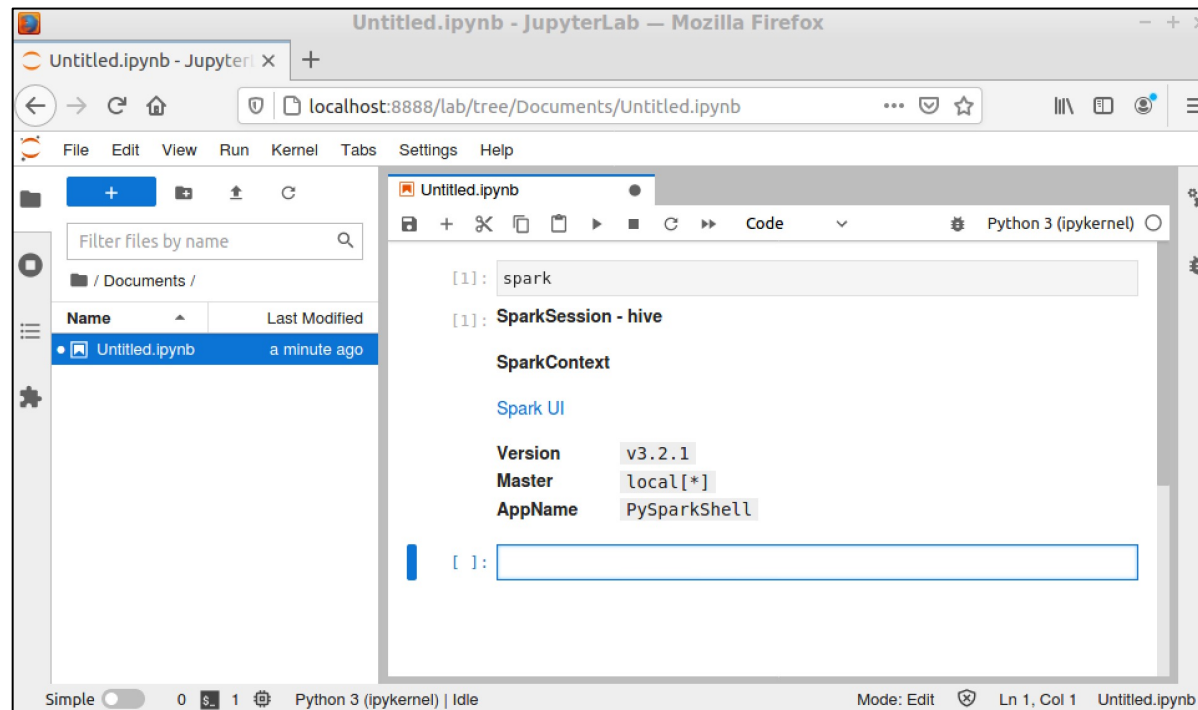 Untitled.ipynb - JupyterLab — Mozilla Firefox
Untitled.ipynb - Jupyter
localhost:8888/lab/tree/Documents/Untitled.ipynb
File Edit View Run Kernel Tabs Settings Help
Untitled.ipynb
Code
Python 3 (ipykernel)
Filter files by name
/ Documents /
Name Last Modified
Untitled.ipynb a minute ago
[1]: spark
[1]: SparkSession - hive
SparkContext
Spark UI
Version v3.2.1
Master local[*]
AppName PySparkShell
[ ]:
Simple 0 $_ 1 Python 3 (ipykernel) | Idle Mode: Edit Ln 1, Col 1 Untitled.ipynb